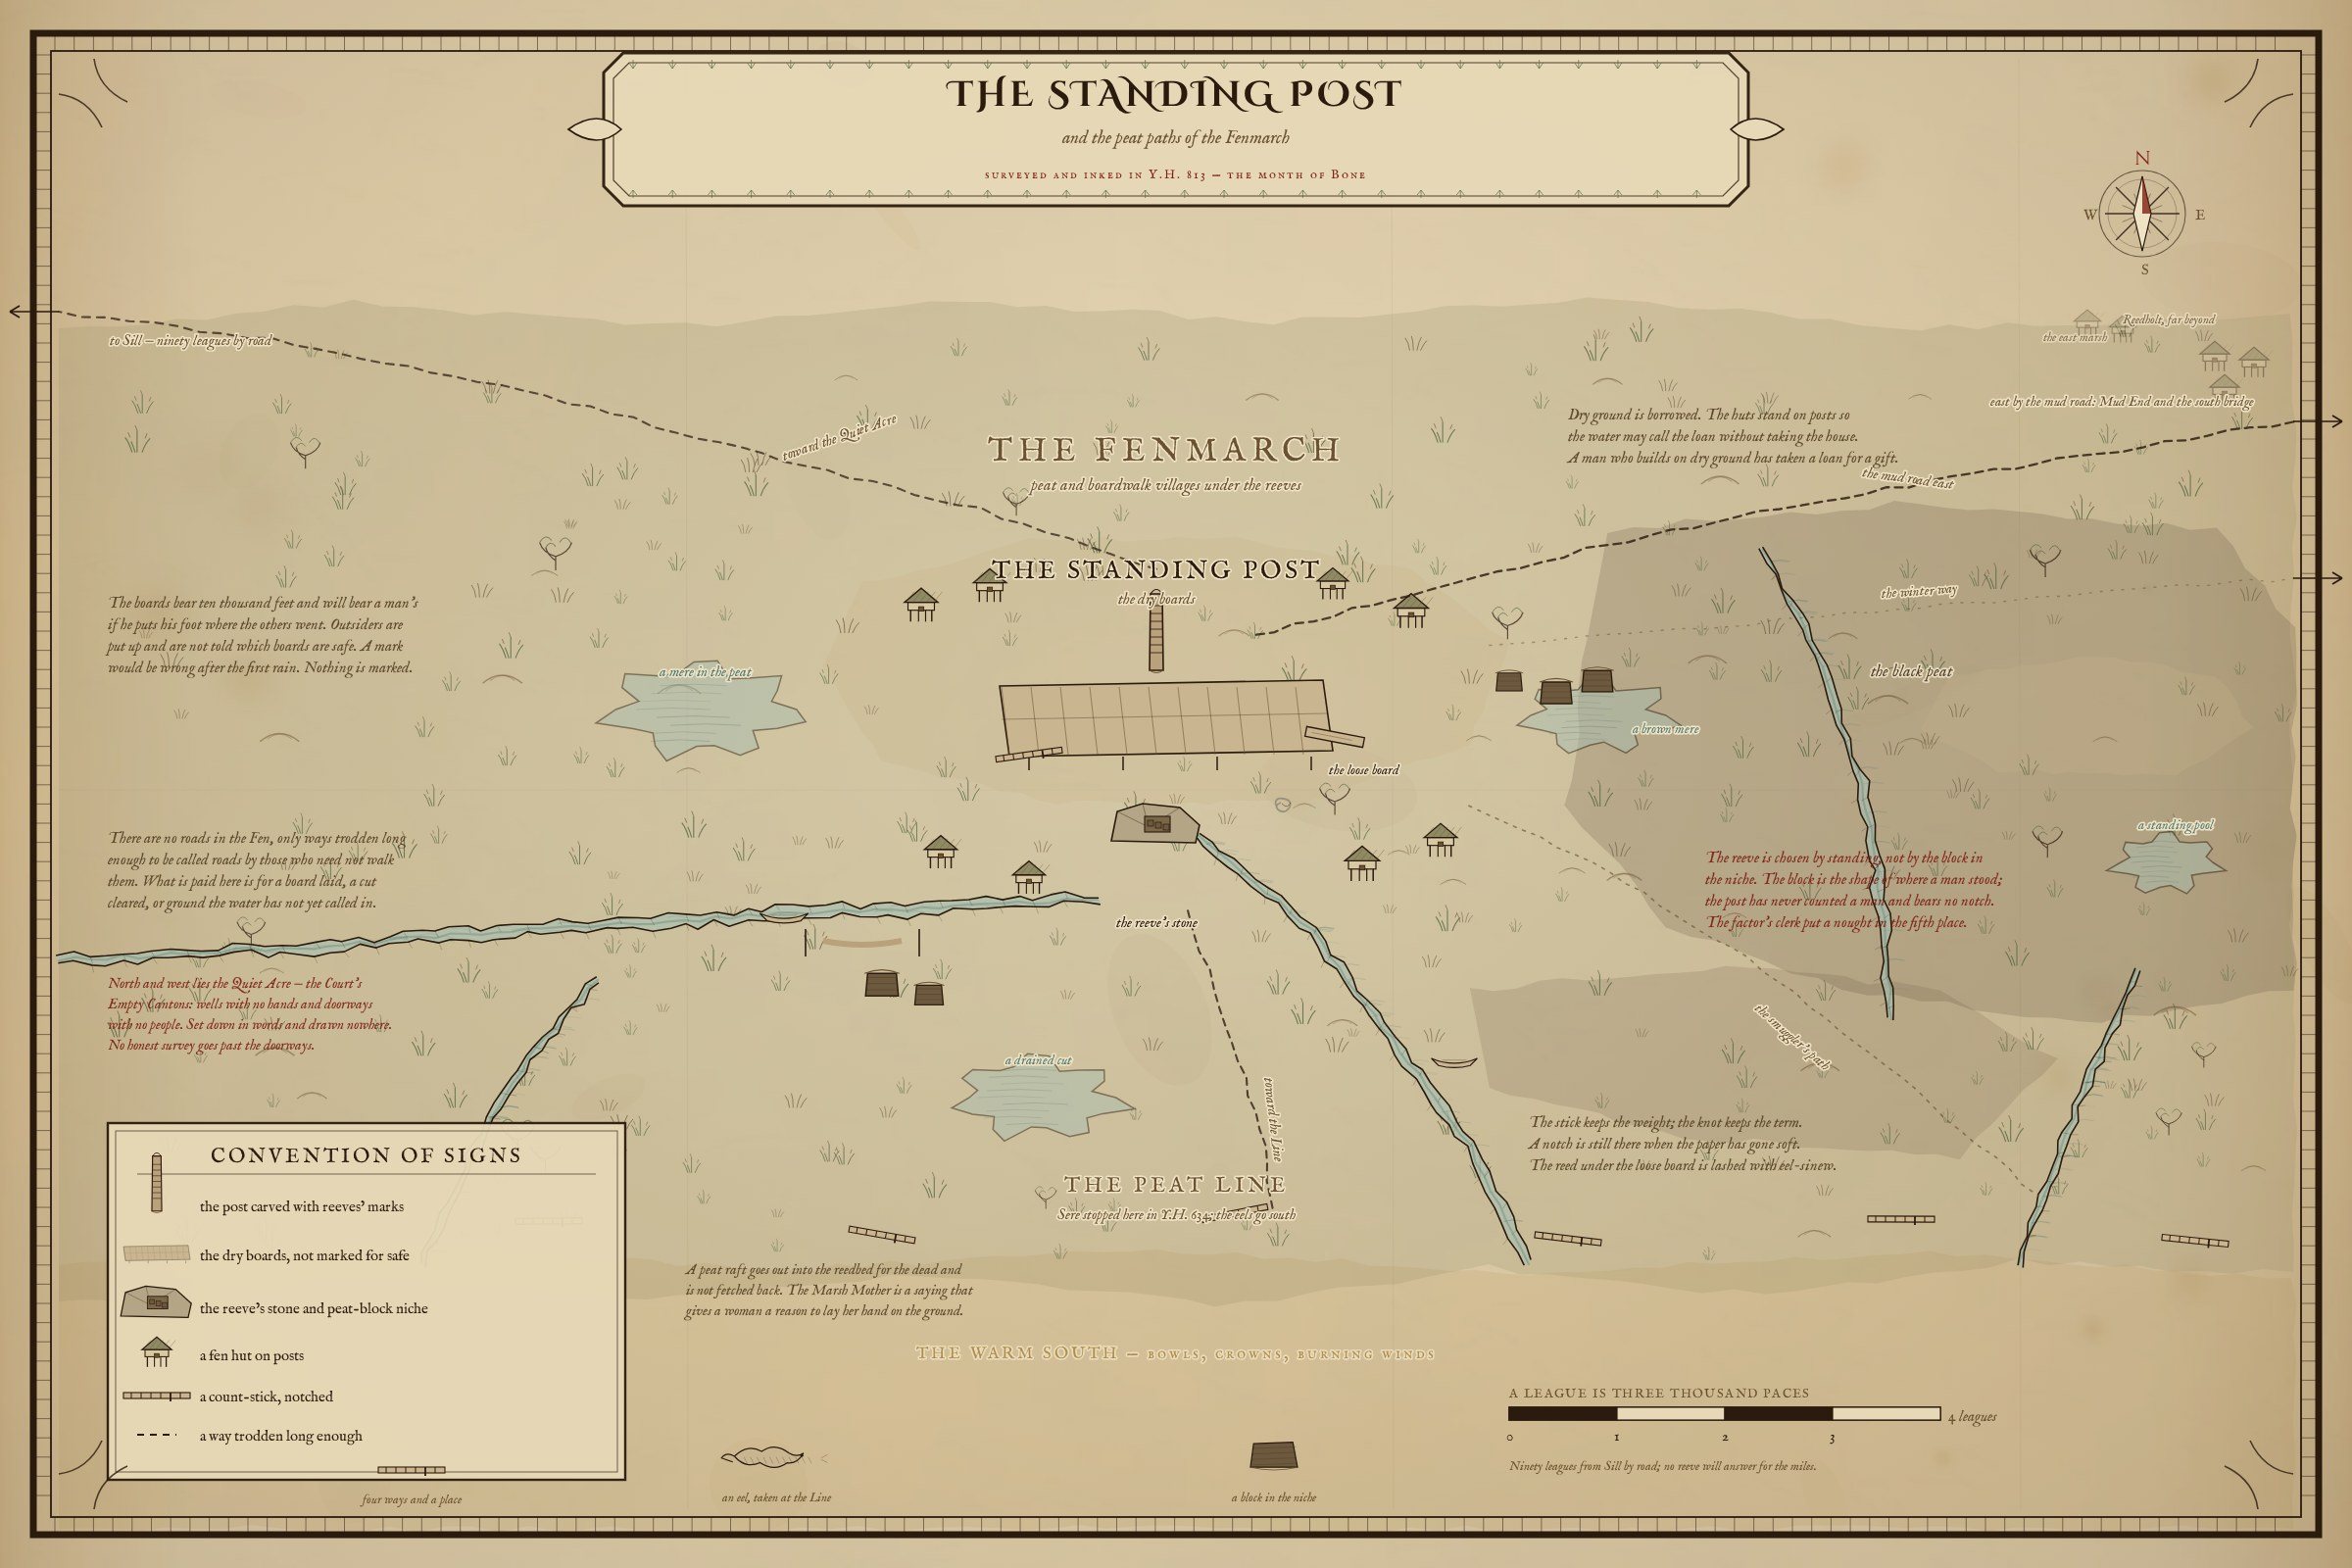 THE STANDING POST
and the peat paths of the Fenmarch
SURVEYED AND INKED IN Y.H. 813 — THE MONTH OF BONE
N
W
E
S
to Sill — ninety leagues by road
Reedholt, far beyond
the east marsh
east by the mud road: Mud End and the south bridge
toward the Quiet Acre
Dry ground is borrowed. The huts stand on posts so
the water may call the loan without taking the house.
A man who builds on dry ground has taken a loan for a gift.
THE FENMARCH
peat and boardwalk villages under the reeves
the mud road east
THE STANDING POST
the dry boards
the winter way
The boards bear ten thousand feet and will bear a man's
if he puts his foot where the others went. Outsiders are
put up and are not told which boards are safe. A mark
would be wrong after the first rain. Nothing is marked.
a mere in the peat
the black peat
a brown mere
the loose board
a standing pool
There are no roads in the Fen, only ways trodden long
enough to be called roads by those who need not walk
them. What is paid here is for a board laid, a cut
cleared, or ground the water has not yet called in.
The reeve is chosen by standing, not by the block in
the niche. The block is the shape of where a man stood;
the post has never counted a man and bears no notch.
The factor's clerk put a nought in the fifth place.
the reeve's stone
North and west lies the Quiet Acre — the Court's
Empty Cantons: wells with no hands and doorways
with no people. Set down in words and drawn nowhere.
No honest survey goes past the doorways.
the smuggler's path
a drained cut
toward the Line
The stick keeps the weight; the knot keeps the term.
A notch is still there when the paper has gone soft.
The reed under the loose board is lashed with eel-sinew.
THE PEAT LINE
Sere stopped here in Y.H. 634; the eels go south
A peat raft goes out into the reedbed for the dead and
is not fetched back. The Marsh Mother is a saying that
gives a woman a reason to lay her hand on the ground.
THE WARM SOUTH — BOWLS, CROWNS, BURNING WINDS
CONVENTION OF SIGNS
the post carved with reeves' marks
the dry boards, not marked for safe
the reeve's stone and peat-block niche
a fen hut on posts
a count-stick, notched
a way trodden long enough
four ways and a place
an eel, taken at the Line
a block in the niche
A LEAGUE IS THREE THOUSAND PACES
4 leagues
0 1 2 3
Ninety leagues from Sill by road; no reeve will answer for the miles.